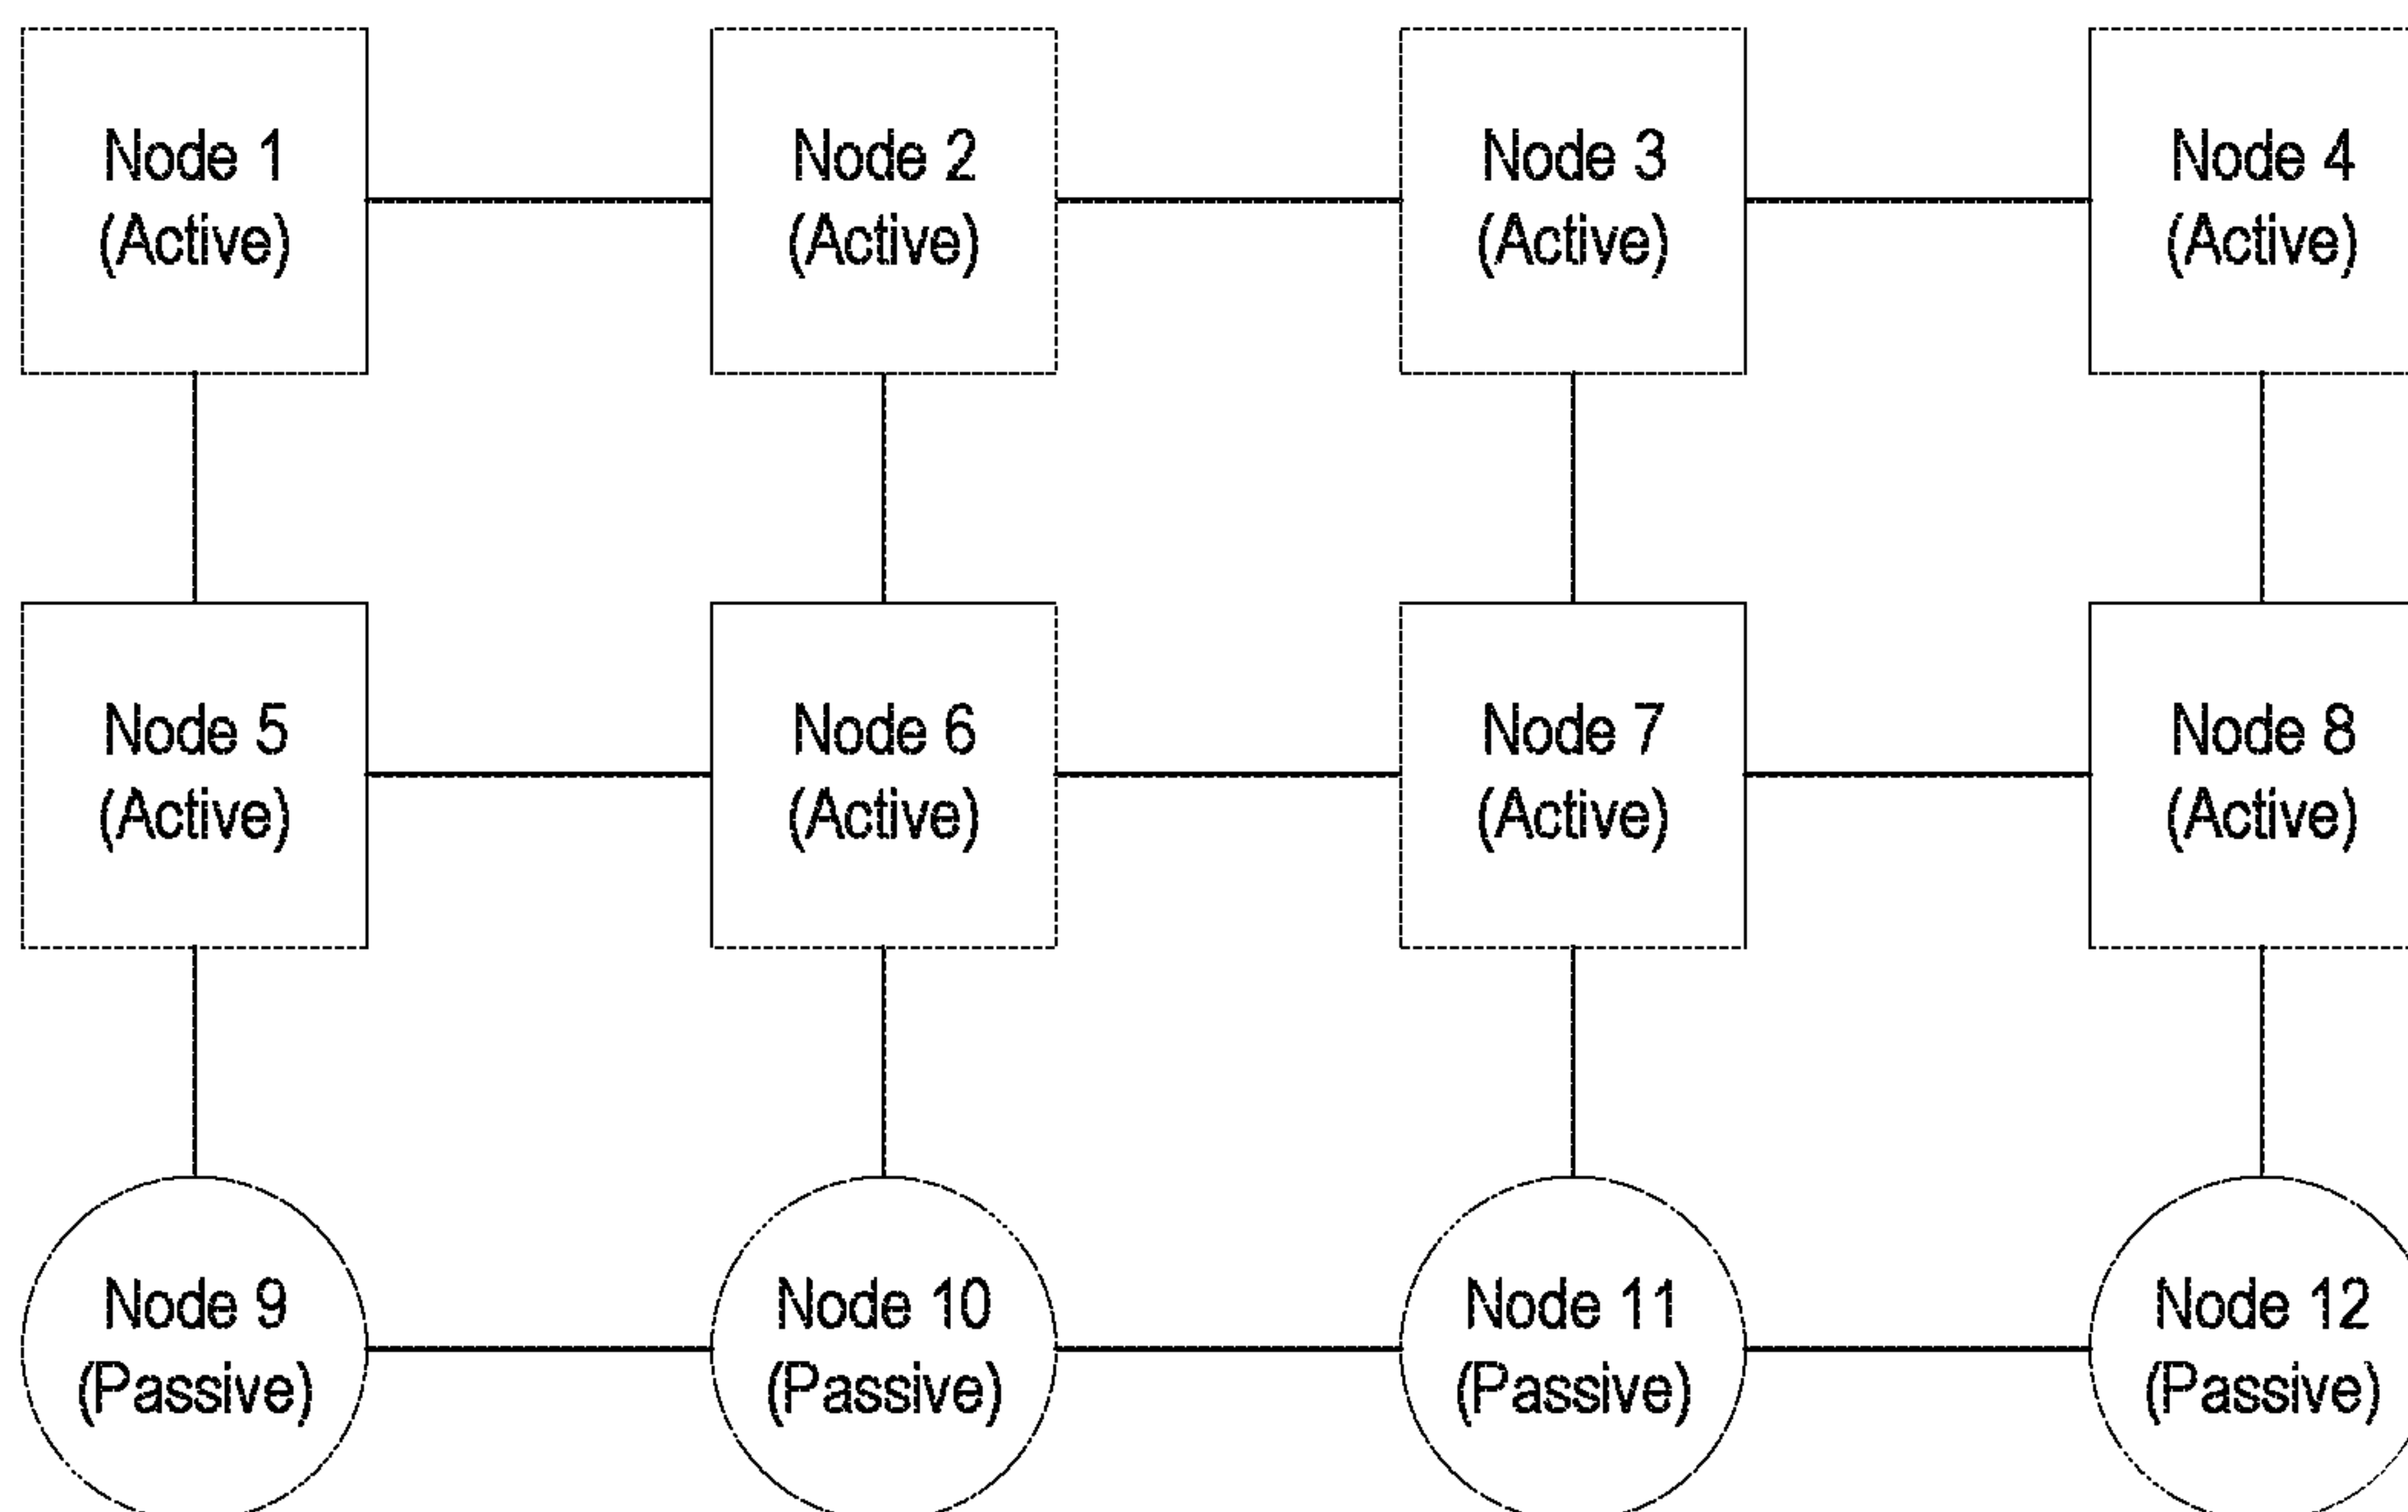 Node 1
(Active)
Node 2
(Active)
Node 3
(Active)
Node 4
(Active)
Node 5
(Active)
Node 6
(Active)
Node 7
(Active)
Node 8
(Active)
Node 9
(Passive)
Node 10
(Passive)
Node 11
(Passive)
Node 12
(Passive)